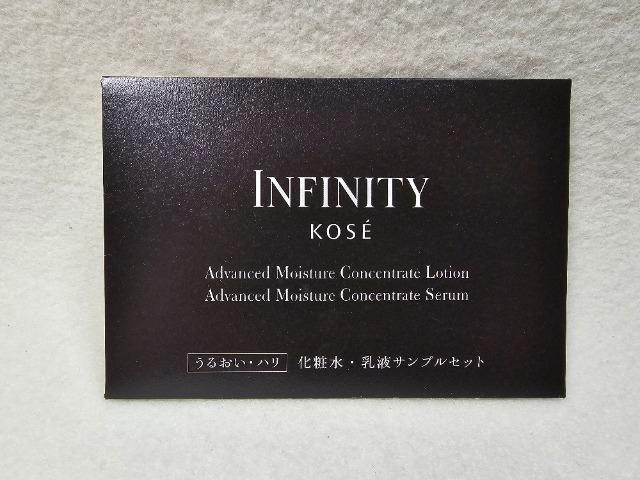 INFINITY
KOSÉ
Advanced Moisture Concentrate Lotion
Advanced Moisture Concentrate Serum
うるおい・ハリ 化粧水・乳液サンプルセット